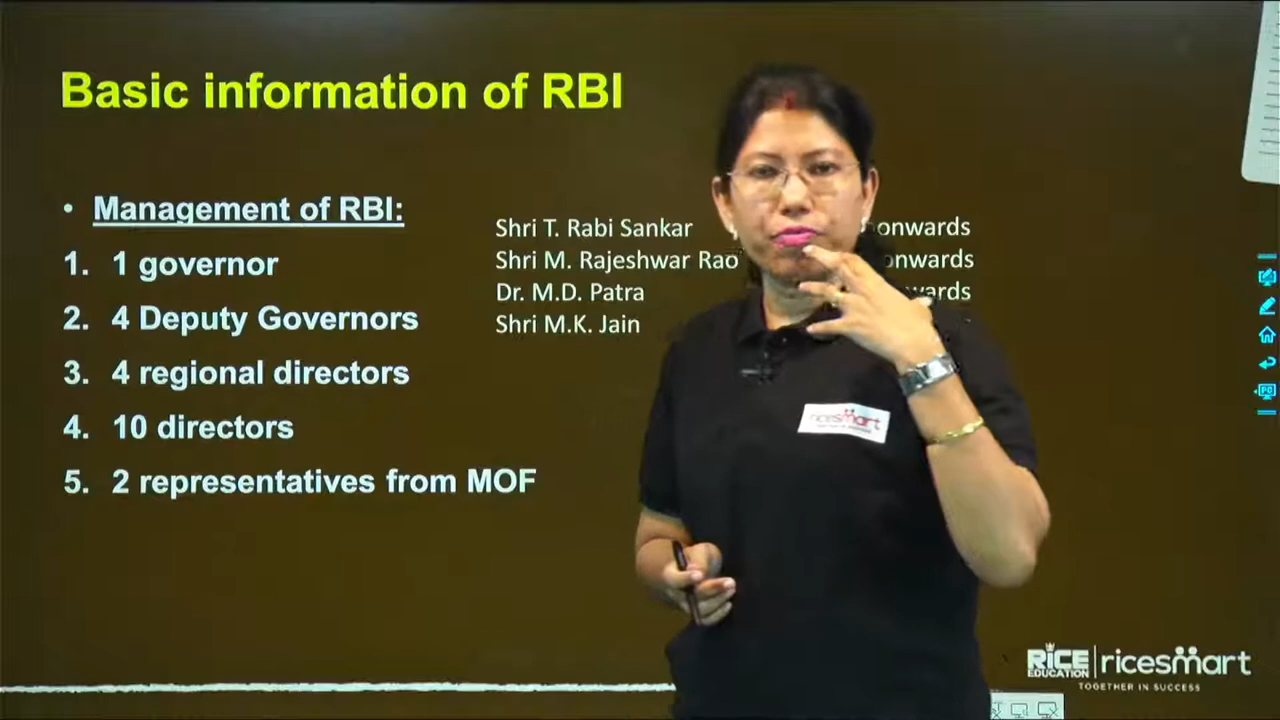 Basic information of RBI
• Management of RBI:
1. 1 governor
2. 4 Deputy Governors
3. 4 regional directors
4. 10 directors
5. 2 representatives from MOF
Shri T. Rabi Sankar onwards
Shri M. Rajeshwar Rao onwards
Dr. M.D. Patra wards
Shri M.K. Jain
ricesmart
RICE EDUCATION ricesmart
TOGETHER IN SUCCESS